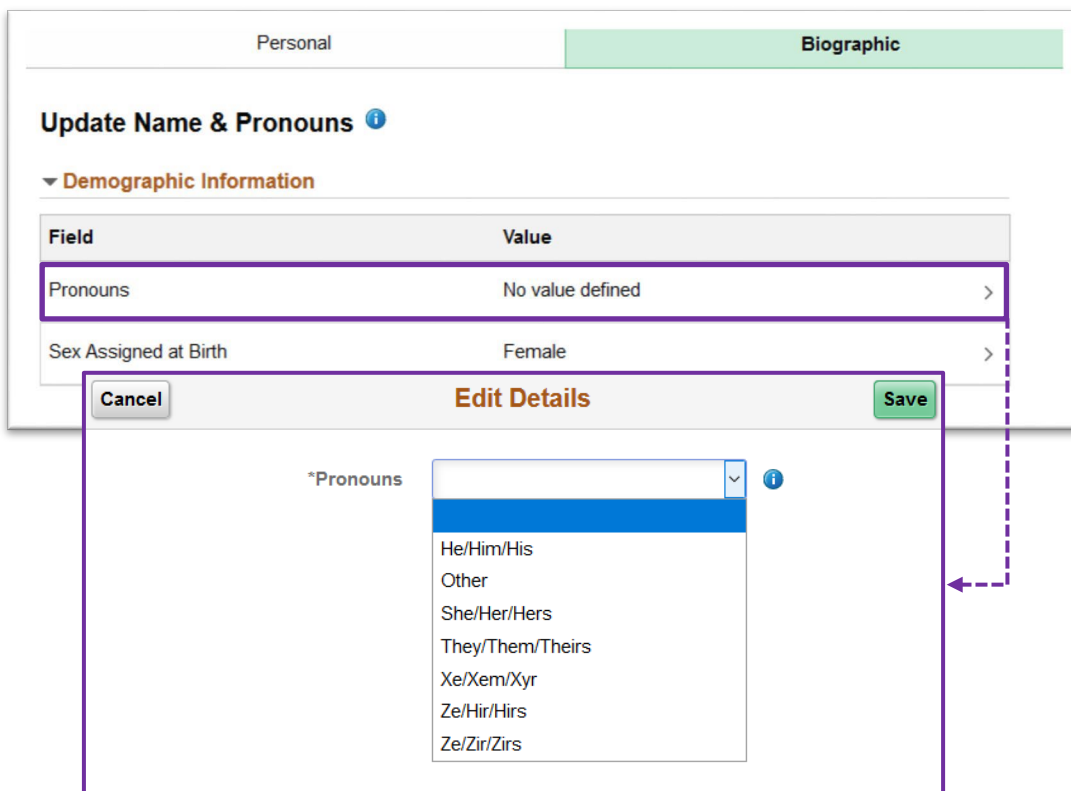 Personal Biographic
Update Name & Pronouns
Demographic Information
Field Value
Pronouns No value defined
Sex Assigned at Birth Female
Cancel Edit Details Save
*Pronouns
He/Him/His
Other
She/Her/Hers
They/Them/Theirs
Xe/Xem/Xyr
Ze/Hir/Hirs
Ze/Zir/Zirs